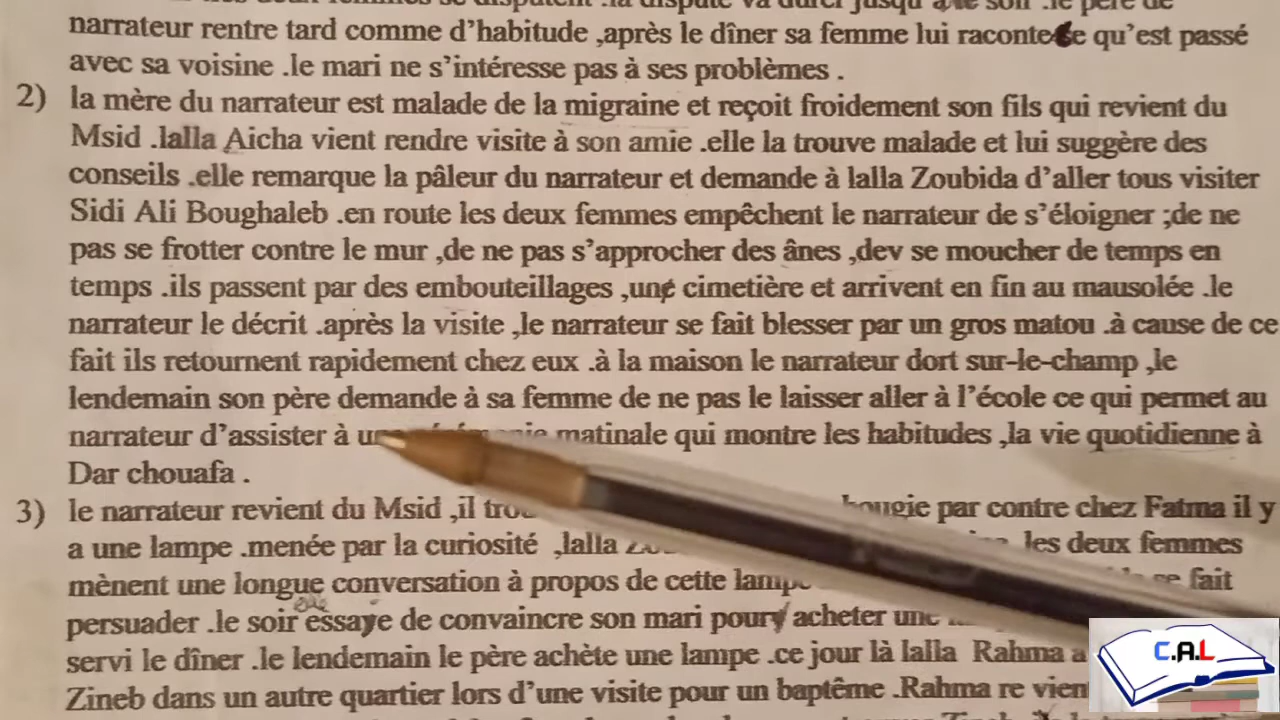 narrateur rentre tard comme d'habitude ,après le dîner sa femme lui raconte ce qu'est passé
avec sa voisine .le mari ne s'intéresse pas à ses problèmes .
2) la mère du narrateur est malade de la migraine et reçoit froidement son fils qui revient du
Msid .lalla Aicha vient rendre visite à son amie .elle la trouve malade et lui suggère des
conseils .elle remarque la pâleur du narrateur et demande à lalla Zoubida d'aller tous visiter
Sidi Ali Boughaleb .en route les deux femmes empêchent le narrateur de s'éloigner ;de ne
pas se frotter contre le mur ,de ne pas s'approcher des ânes ,dev se moucher de temps en
temps .ils passent par des embouteillages ,une cimetière et arrivent en fin au mausolée .le
narrateur le décrit .après la visite ,le narrateur se fait blesser par un gros matou .à cause de ce
fait ils retournent rapidement chez eux .à la maison le narrateur dort sur-le-champ ,le
lendemain son père demande à sa femme de ne pas le laisser aller à l'école ce qui permet au
narrateur d'assister à matinale qui montre les habitudes ,la vie quotidienne à
Dar chouafa .
3) le narrateur revient du Msid ,il bougie par contre chez Fatma il y
a une lampe .menée par la curiosité ,lalla les deux femmes
mènent une longue conversation à propos de cette lampe se fait
persuader .le soir essaye de convaincre son mari poury acheter une
servi le dîner .le lendemain le père achète une lampe .ce jour là lalla Rahma a
Zineb dans un autre quartier lors d'une visite pour un baptême .Rahma re vient
C.A.L